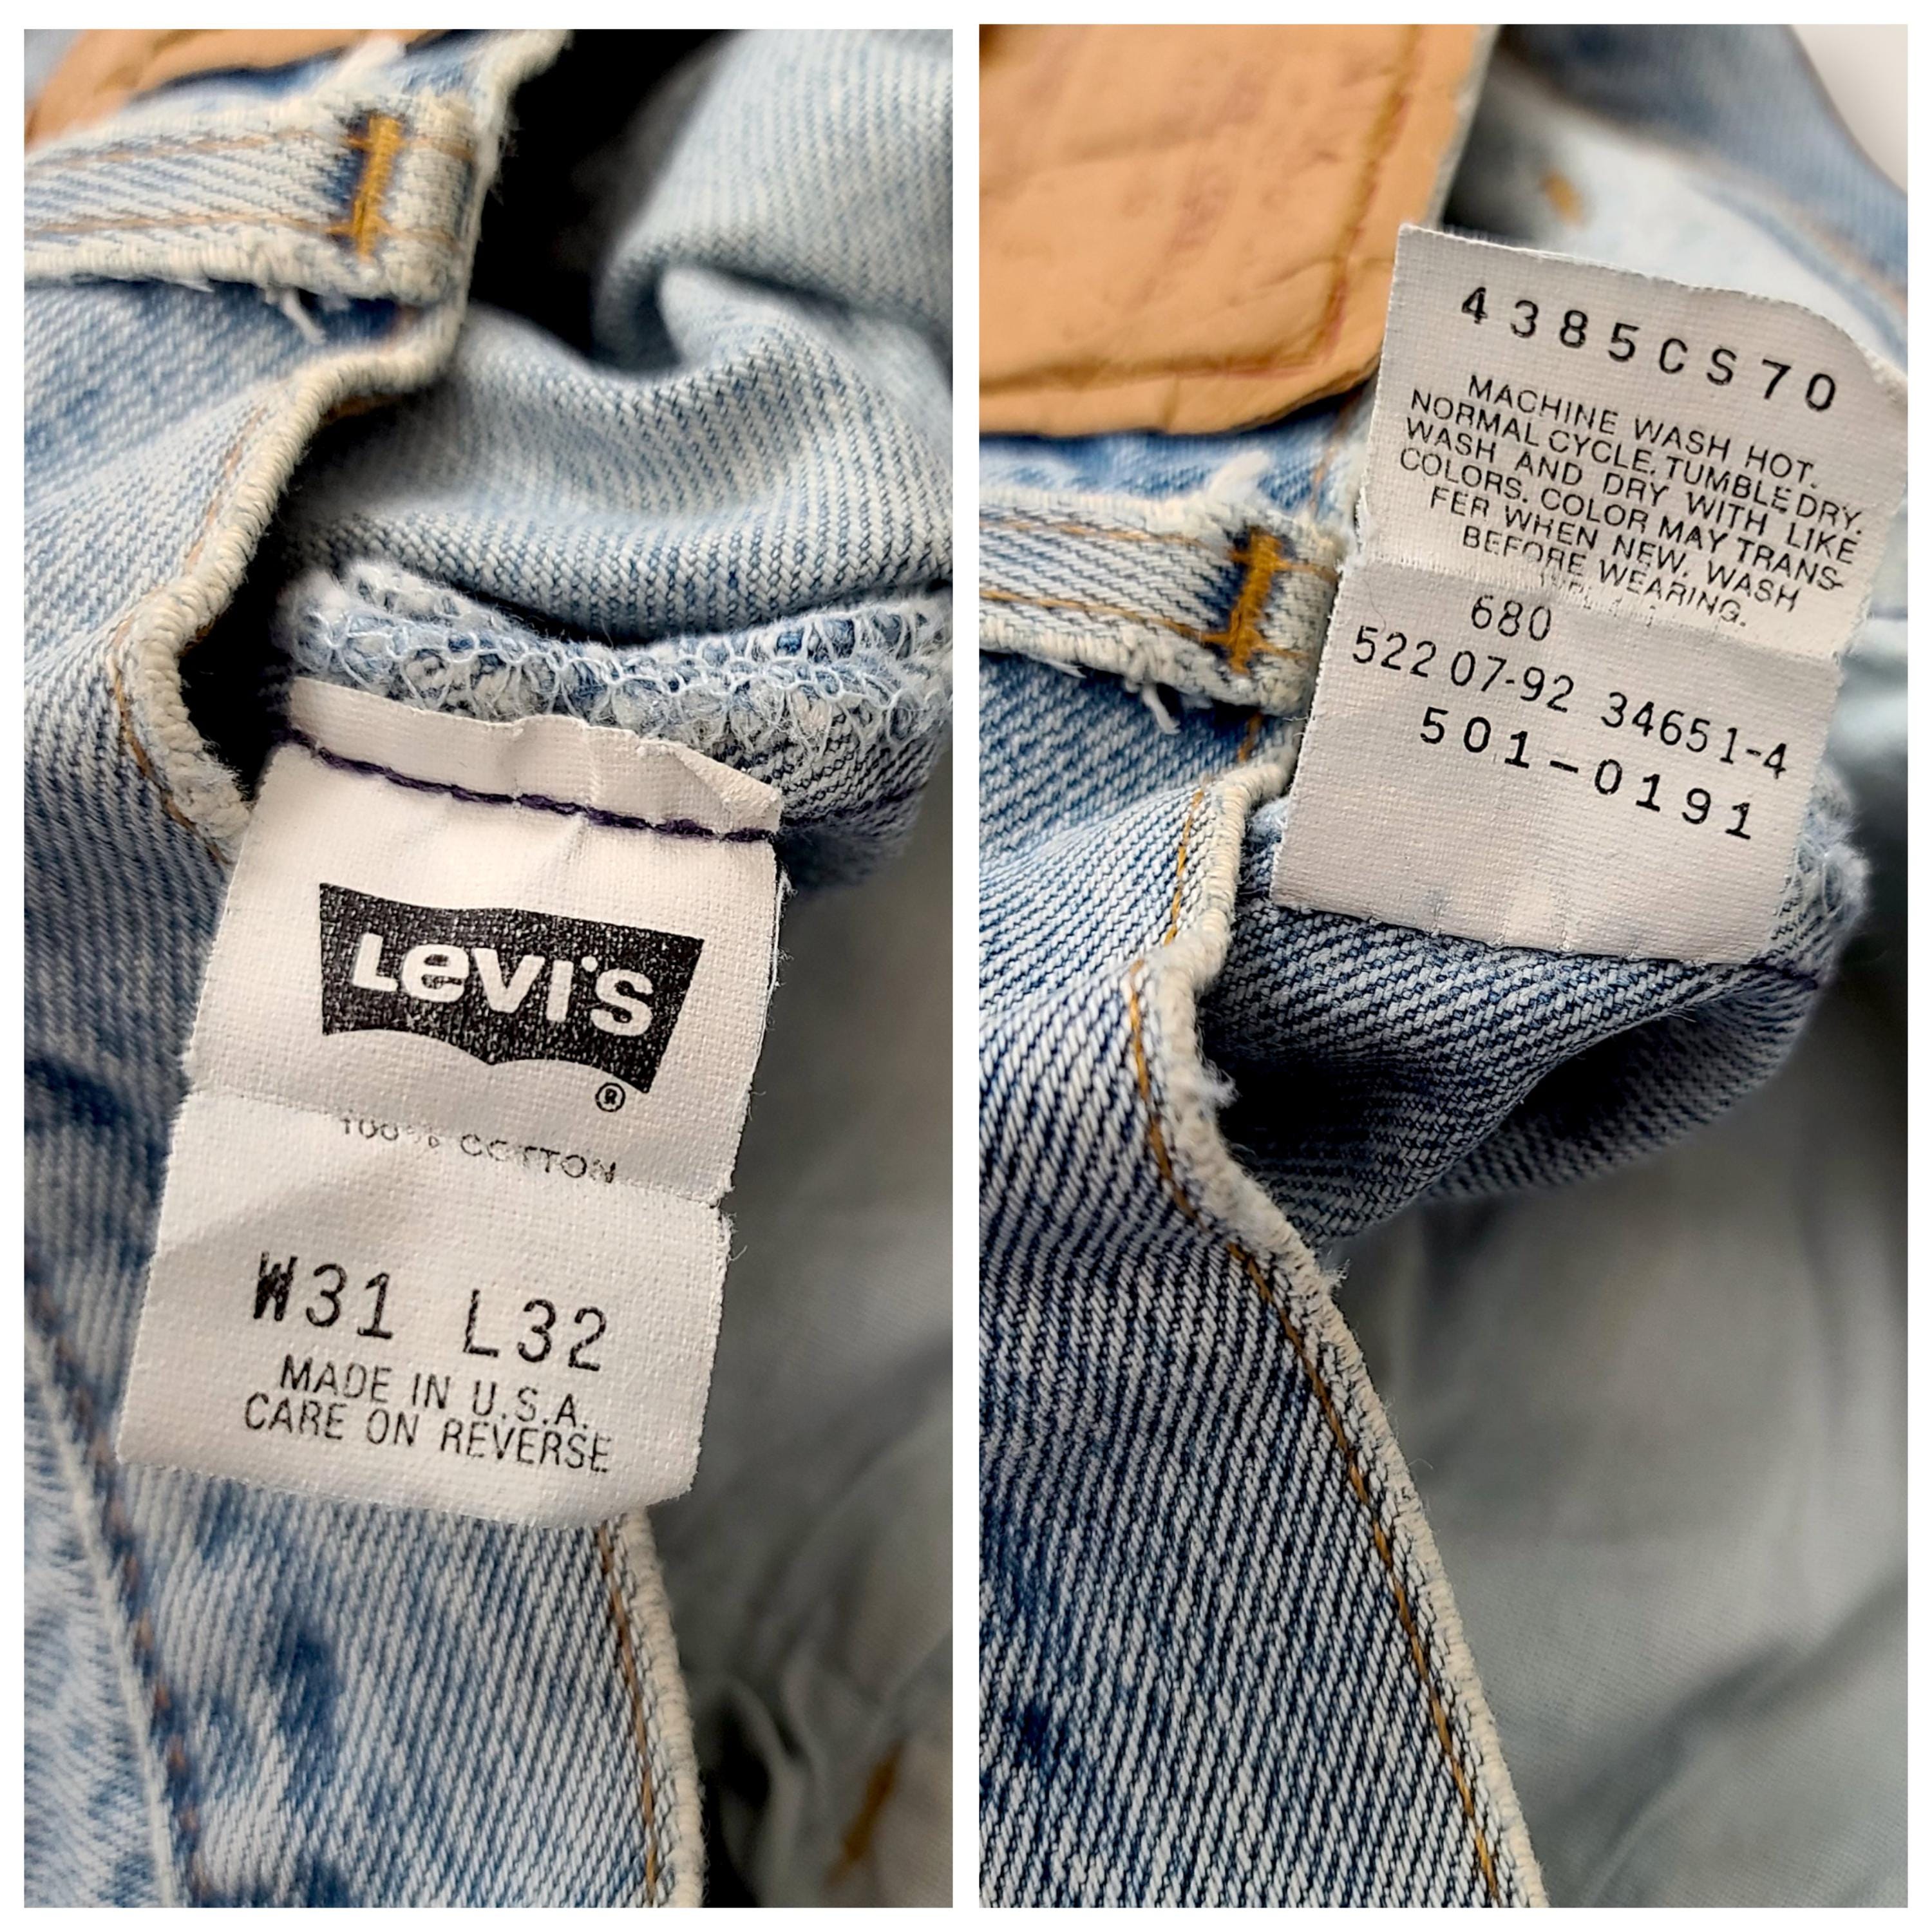 Levi's
®
100% COTTON
W31 L32
MADE IN U.S.A.
CARE ON REVERSE
4385CS70
MACHINE WASH HOT.
NORMAL CYCLE. TUMBLE DRY.
WASH AND DRY WITH LIKE
COLORS. COLOR MAY TRANS-
FER WHEN NEW. WASH
BEFORE WEARING.
680
522 07-92 34651-4
501-0191